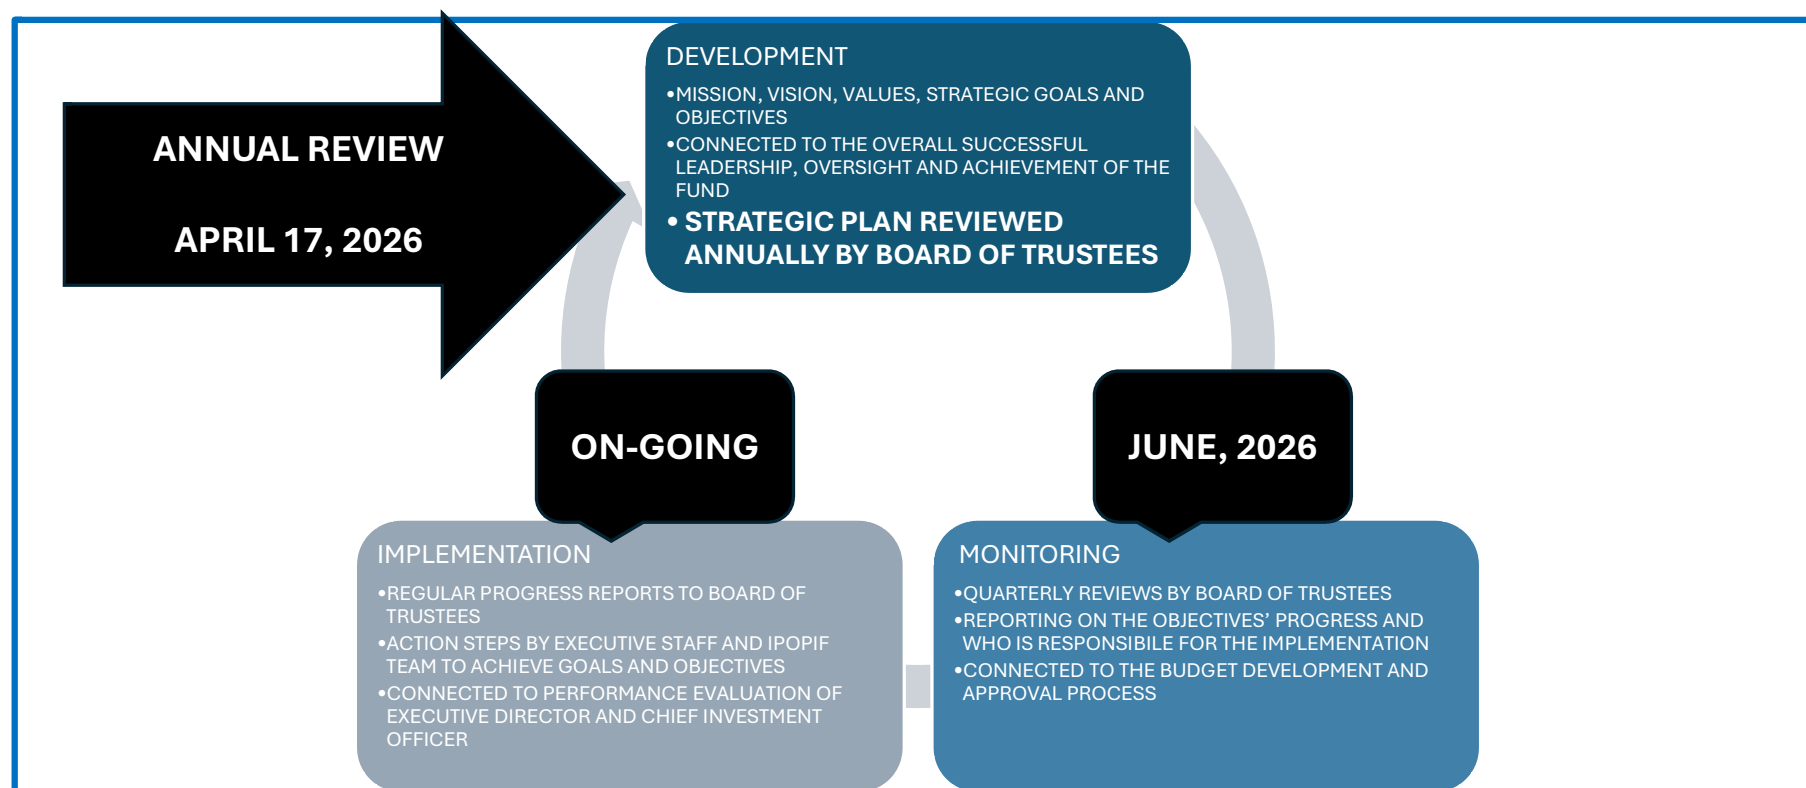 ANNUAL REVIEW
APRIL 17, 2026
DEVELOPMENT
•MISSION, VISION, VALUES, STRATEGIC GOALS AND
OBJECTIVES
•CONNECTED TO THE OVERALL SUCCESSFUL
LEADERSHIP, OVERSIGHT AND ACHIEVEMENT OF THE
FUND
• STRATEGIC PLAN REVIEWED
ANNUALLY BY BOARD OF TRUSTEES
ON-GOING
JUNE, 2026
IMPLEMENTATION
•REGULAR PROGRESS REPORTS TO BOARD OF
TRUSTEES
•ACTION STEPS BY EXECUTIVE STAFF AND IPOPIF
TEAM TO ACHIEVE GOALS AND OBJECTIVES
•CONNECTED TO PERFORMANCE EVALUATION OF
EXECUTIVE DIRECTOR AND CHIEF INVESTMENT
OFFICER
MONITORING
•QUARTERLY REVIEWS BY BOARD OF TRUSTEES
•REPORTING ON THE OBJECTIVES’ PROGRESS AND
WHO IS RESPONSIBILE FOR THE IMPLEMENTATION
•CONNECTED TO THE BUDGET DEVELOPMENT AND
APPROVAL PROCESS